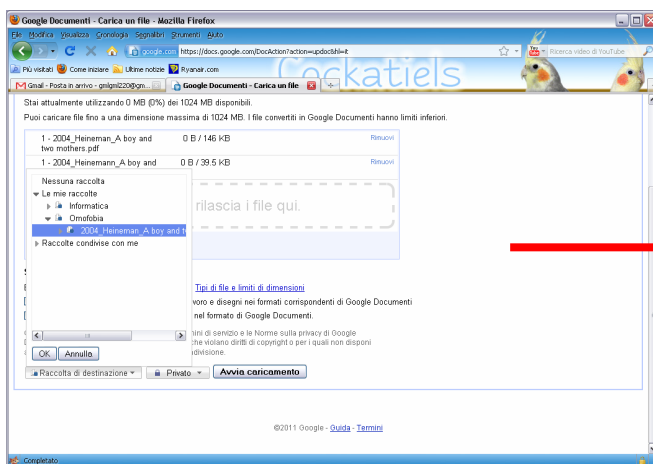 Google Documenti - Carica un file - Mozilla Firefox
File Modifica Visualizza Cronologia Segnalibri Strumenti Aiuto
google.com https://docs.google.com/DocAction?action=updoc&hl=it
Ricerca video di YouTube
Più visitati Come iniziare Ultime notizie Ryanair.com
Cockatiels
Gmail - Posta in arrivo - gmlgml220@gm...
Google Documenti - Carica un file
Stai attualmente utilizzando 0 MB (0%) dei 1024 MB disponibili.
Puoi caricare file fino a una dimensione massima di 1024 MB. I file convertiti in Google Documenti hanno limiti inferiori.
1 - 2004_Heineman_A boy and two mothers.pdf 0 B / 146 KB Rimuovi
1 - 2004_Heinemann_A boy and 0 B / 39.5 KB Rimuovi
Nessuna raccolta
Le mie raccolte
Informatica
Omofobia
2004_Heineman_A boy and t
Raccolte condivise con me
rilascia i file qui.
Tipi di file e limiti di dimensioni
voro e disegni nei formati corrispondenti di Google Documenti
nel formato di Google Documenti.
mini di servizio e le Norme sulla privacy di Google
che violano diritti di copyright o per i quali non disponi
ndivisione.
OK Annulla
Raccolta di destinazione Privato Avvia caricamento
©2011 Google - Guida - Termini
Completato